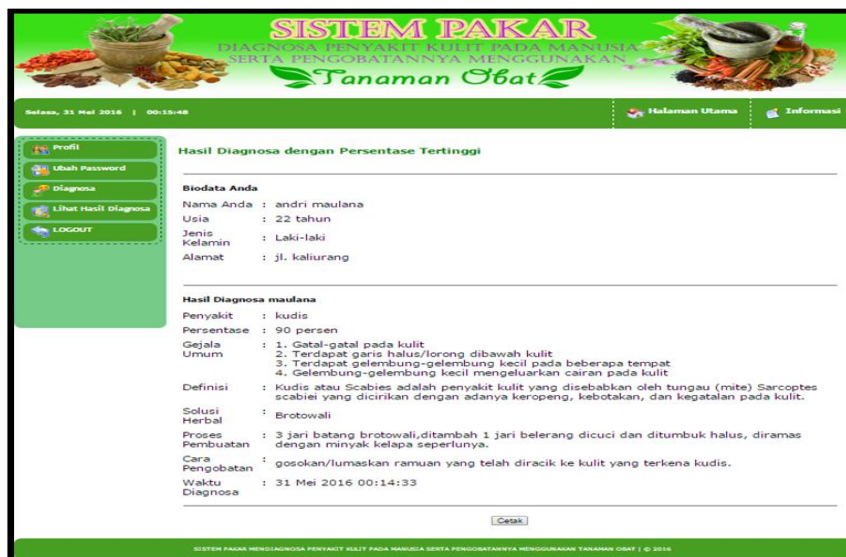 SISTEM PAKAR
DIAGNOSA PENYAKIT KULIT PADA MANUSIA
SERTA PENGOBATANNYA MENGGUNAKAN
Tanaman Obat
Selasa, 31 Mei 2016 | 00:15:48
Halaman Utama
Informasi
Profil
Ubah Password
Diagnosa
Lihat Hasil Diagnosa
LOGOUT
Hasil Diagnosa dengan Persentase Tertinggi
Biodata Anda
Nama Anda : andri maulana
Usia : 22 tahun
Jenis Kelamin : Laki-laki
Alamat : jl. kaliurang
Hasil Diagnosa maulana
Penyakit : kudis
Persentase : 90 persen
Gejala Umum : 1. Gatal-gatal pada kulit
2. Terdapat garis halus/lorong dibawah kulit
3. Terdapat gelembung-gelembung kecil pada beberapa tempat
4. Gelembung-gelembung kecil mengeluarkan cairan pada kulit
Definisi : Kudis atau Scabies adalah penyakit kulit yang disebabkan oleh tungau (mite) Sarcoptes
scabiei yang dicirikan dengan adanya keropeng, kebotakan, dan kegatalan pada kulit.
Solusi Herbal : Brotowali
Proses Pembuatan : 3 jari batang brotowali,ditambah 1 jari belerang dicuci dan ditumbuk halus, diramas
dengan minyak kelapa seperlunya.
Cara Pengobatan : gosokan/lumaskan ramuan yang telah diracik ke kulit yang terkena kudis.
Waktu Diagnosa : 31 Mei 2016 00:14:33
Cetak
SISTEM PAKAR MENDIAGNOSA PENYAKIT KULIT PADA MANUSIA SERTA PENGOBATANNYA MENGGUNAKAN TANAMAN OBAT | © 2016